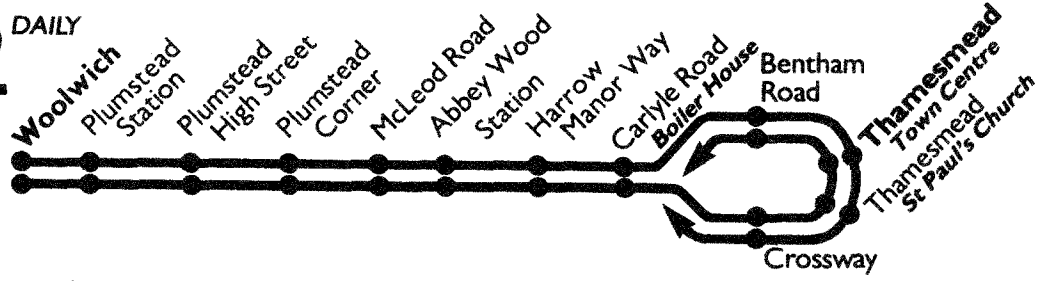 DAILY
Woolwich
Plumstead
Station
Plumstead
High Street
Plumstead
Corner
McLeod Road
Abbey Wood
Station
Harrow
Manor Way
Carlyle Road
Boiler House
Bentham
Road
Thamesmead
Town Centre
Thamesmead
St Paul's Church
Crossway